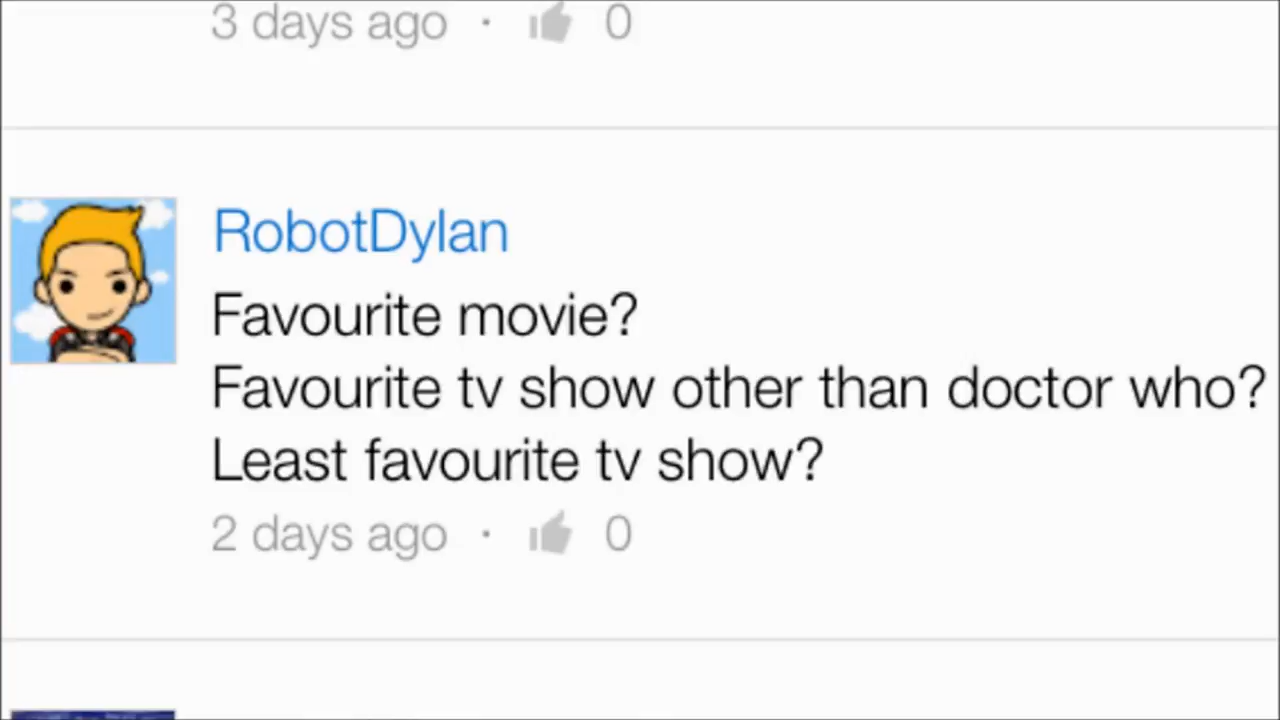 3 days ago · 0
RobotDylan
Favourite movie?
Favourite tv show other than doctor who?
Least favourite tv show?
2 days ago · 0